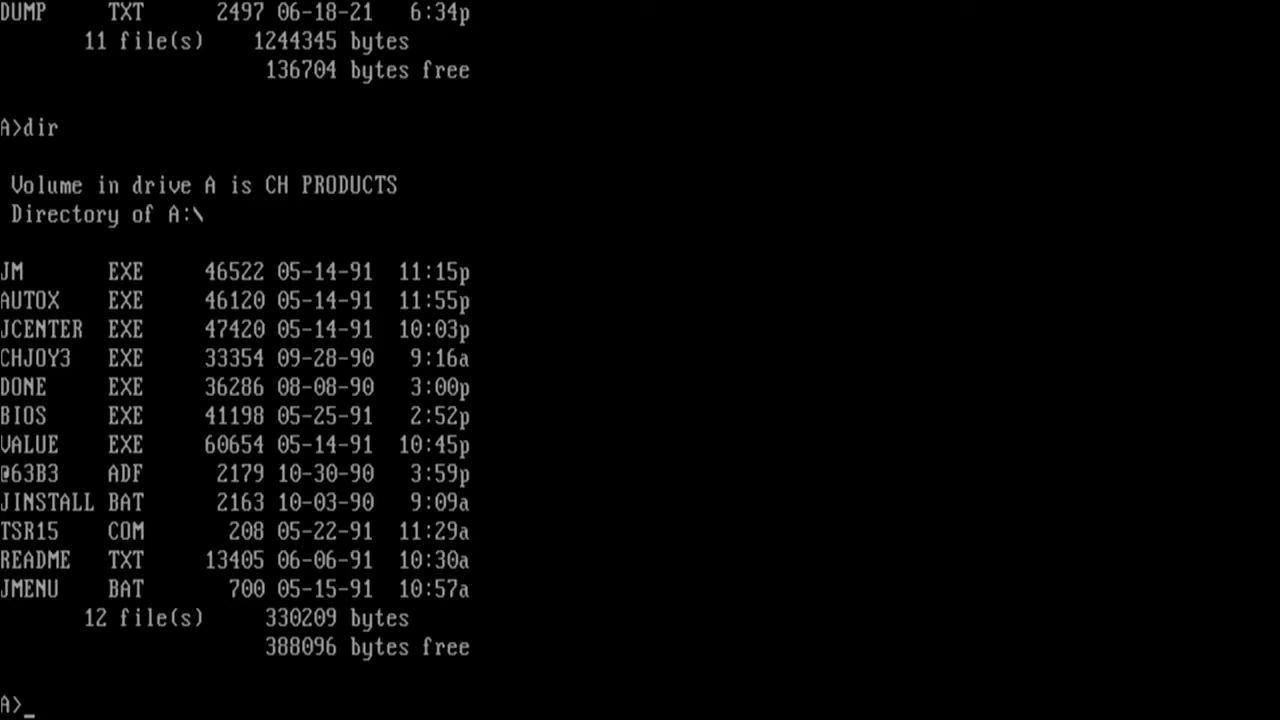 DUMP     TXT      2497 06-18-21   6:34p
       11 file(s)    1244345 bytes
                      136704 bytes free

A>dir

 Volume in drive A is CH PRODUCTS
 Directory of A:\

JM       EXE     46522 05-14-91  11:15p
AUTOX    EXE     46120 05-14-91  11:55p
JCENTER  EXE     47420 05-14-91  10:03p
CHJOY3   EXE     33354 09-28-90   9:16a
DONE     EXE     36286 08-08-90   3:00p
BIOS     EXE     41198 05-25-91   2:52p
VALUE    EXE     60654 05-14-91  10:45p
@63B3    ADF      2179 10-30-90   3:59p
JINSTALL BAT      2163 10-03-90   9:09a
TSR15    COM       208 05-22-91  11:29a
README   TXT     13405 06-06-91  10:30a
JMENU    BAT       700 05-15-91  10:57a
       12 file(s)     330209 bytes
                      388096 bytes free

A>_